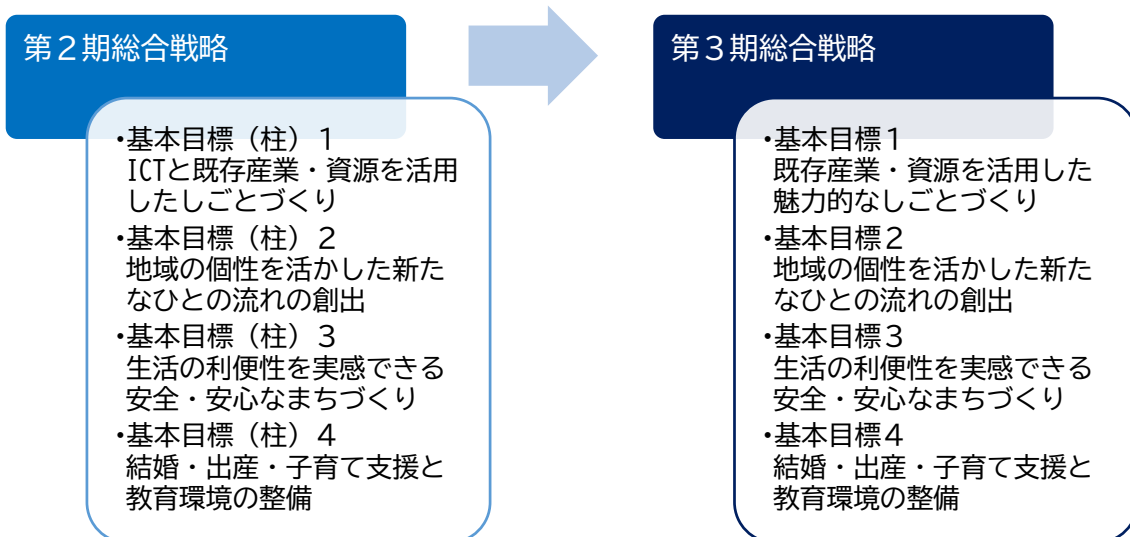 第2期総合戦略
・基本目標（柱）1
ICTと既存産業・資源を活用
したしごとづくり
・基本目標（柱）2
地域の個性を活かした新た
なひとの流れの創出
・基本目標（柱）3
生活の利便性を実感できる
安全・安心なまちづくり
・基本目標（柱）4
結婚・出産・子育て支援と
教育環境の整備
第3期総合戦略
・基本目標1
既存産業・資源を活用した
魅力的なしごとづくり
・基本目標2
地域の個性を活かした新た
なひとの流れの創出
・基本目標3
生活の利便性を実感できる
安全・安心なまちづくり
・基本目標4
結婚・出産・子育て支援と
教育環境の整備